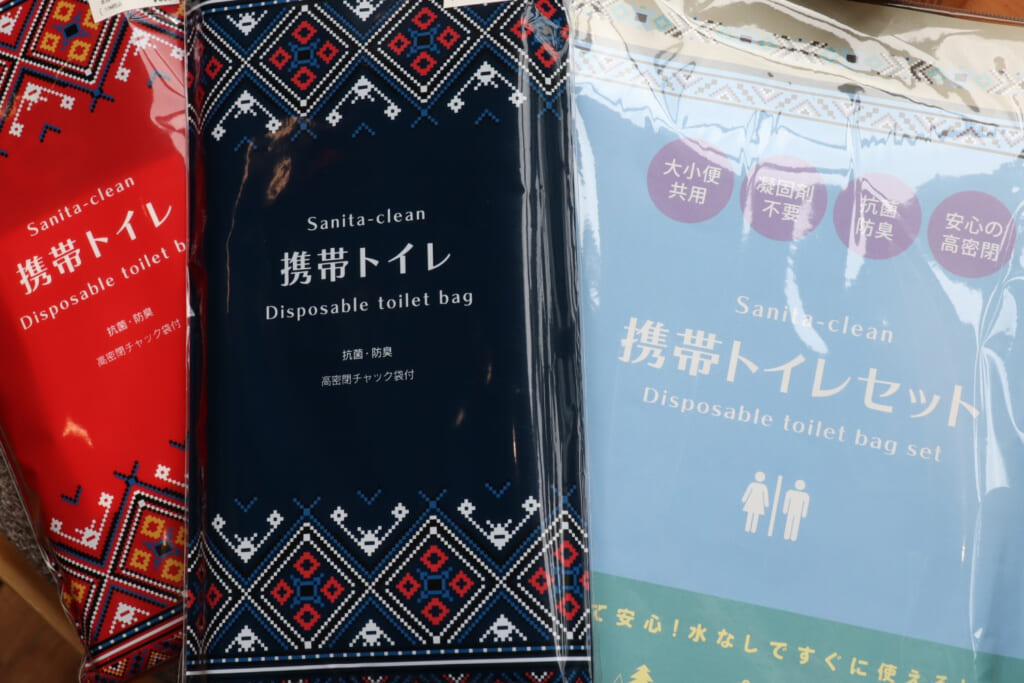 Sanita-clean
携帯トイレ
Disposable toilet b
抗菌・防臭
高密閉チャック袋付
Sanita-clean
携帯トイレ
Disposable toilet bag
抗菌・防臭
高密閉チャック袋付
大小便
共用
凝固剤
不要
抗菌
防臭
安心の
高密閉
Sanita-clean
携帯トイレセット
Disposable toilet bag set
て安心!水なしですぐに使える